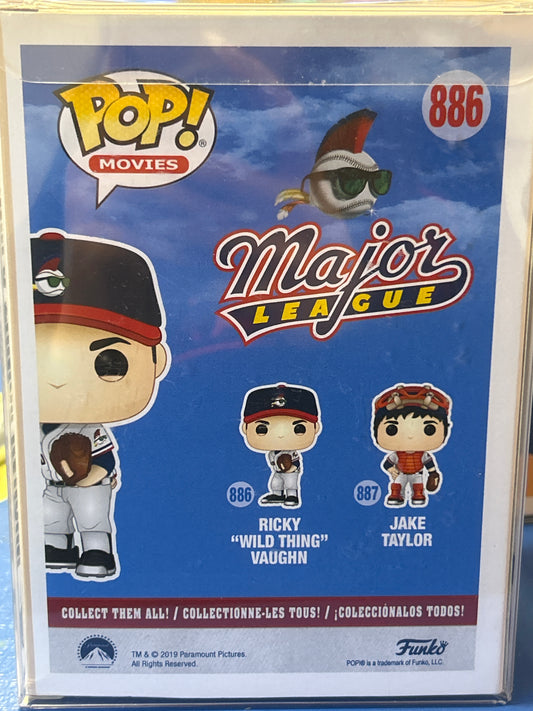 POP!®
MOVIES
886
Major
LEAGUE
886
RICKY
"WILD THING"
VAUGHN
887
JAKE
TAYLOR
COLLECT THEM ALL! / COLLECTIONNE-LES TOUS! / ¡COLECCIÓNALOS TODOS!
TM & © 2019 Paramount Pictures.
All Rights Reserved.
Funko
POP!® is a trademark of Funko, LLC.